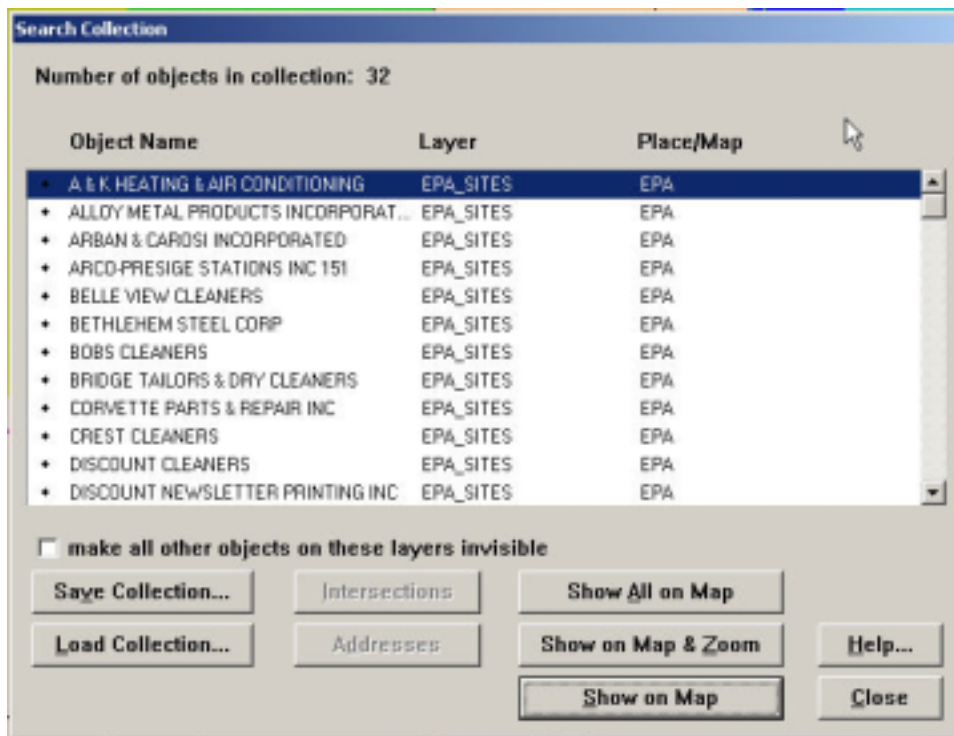 Search Collection
Number of objects in collection: 32
Object Name Layer Place/Map
A & K HEATING & AIR CONDITIONING EPA_SITES EPA
ALLOY METAL PRODUCTS INCORPORAT... EPA_SITES EPA
ARBAN & CAROSI INCORPORATED EPA_SITES EPA
ARCO-PRESIGE STATIONS INC 151 EPA_SITES EPA
BELLE VIEW CLEANERS EPA_SITES EPA
BETHLEHEM STEEL CORP EPA_SITES EPA
BOBS CLEANERS EPA_SITES EPA
BRIDGE TAILORS & DRY CLEANERS EPA_SITES EPA
CORVETTE PARTS & REPAIR INC EPA_SITES EPA
CREST CLEANERS EPA_SITES EPA
DISCOUNT CLEANERS EPA_SITES EPA
DISCOUNT NEWSLETTER PRINTING INC EPA_SITES EPA
make all other objects on these layers invisible
Save Collection... Intersections Show All on Map
Load Collection... Addresses Show on Map & Zoom Help...
Show on Map Close